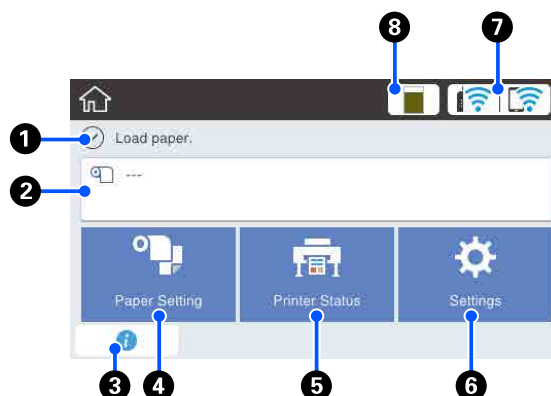 8 7
1 Load paper.
2 ---
Paper Setting Printer Status Settings
i
3 4 5 6